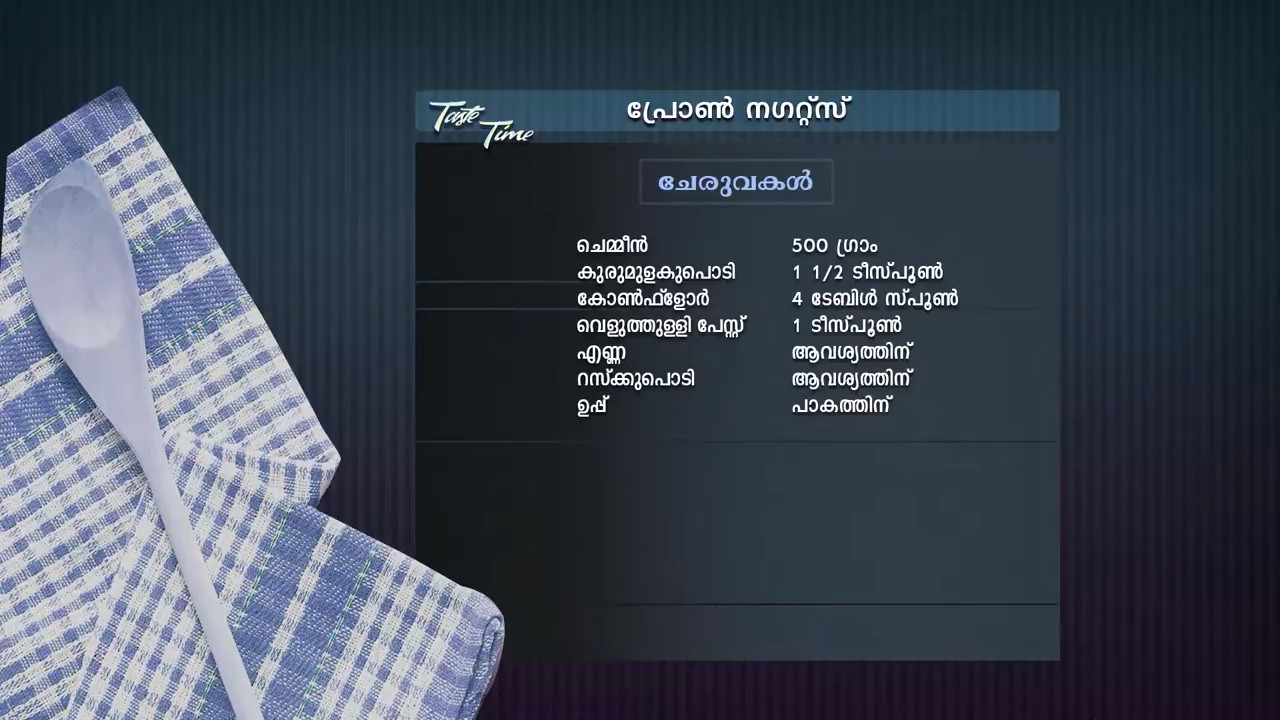 Taste Time
പ്രോൺ നഗറ്റ്സ്
ചേരുവകൾ
ചെമ്മീൻ 500 ഗ്രാം
കുരുമുളകുപൊടി 1 1/2 ടീസ്പൂൺ
കോൺഫ്ളോർ 4 ടേബിൾ സ്പൂൺ
വെളുത്തുള്ളി പേസ്റ്റ് 1 ടീസ്പൂൺ
എണ്ണ ആവശ്യത്തിന്
റസ്ക്കുപൊടി ആവശ്യത്തിന്
ഉപ്പ് പാകത്തിന്